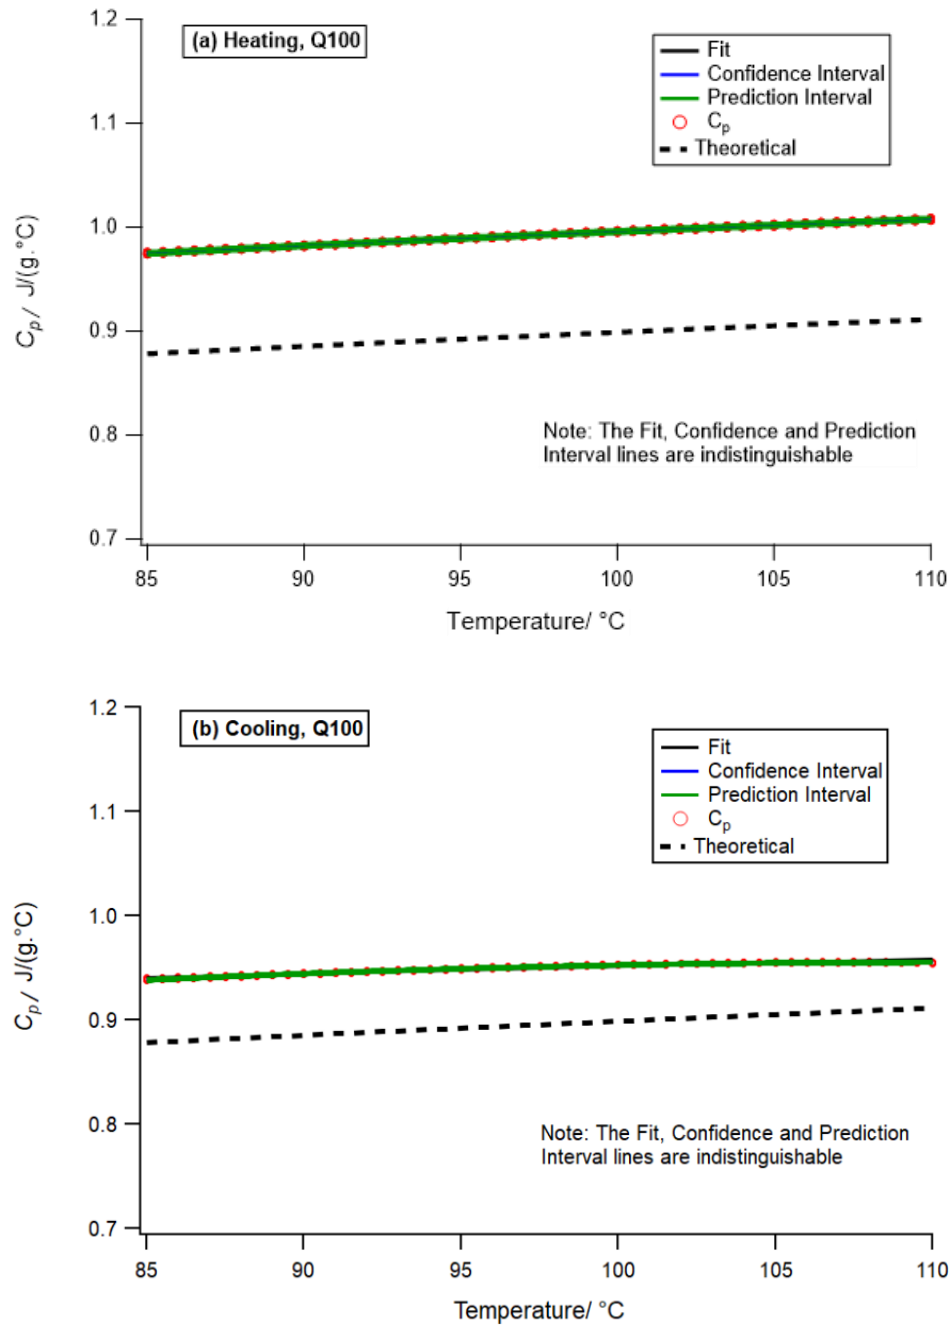 (a) Heating, Q100
Fit
Confidence Interval
Prediction Interval
Cp
Theoretical
1.2
1.1
1.0
0.9
0.8
0.7
Cp / J/(g.°C)
Note: The Fit, Confidence and Prediction
Interval lines are indistinguishable
85 90 95 100 105 110
Temperature/ °C
(b) Cooling, Q100
Fit
Confidence Interval
Prediction Interval
Cp
Theoretical
1.2
1.1
1.0
0.9
0.8
0.7
Cp / J/(g.°C)
Note: The Fit, Confidence and Prediction
Interval lines are indistinguishable
85 90 95 100 105 110
Temperature/ °C